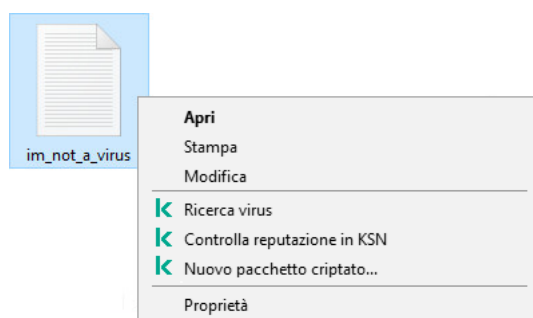 im_not_a_virus
Apri
Stampa
Modifica
Ricerca virus
Controlla reputazione in KSN
Nuovo pacchetto criptato...
Proprietà